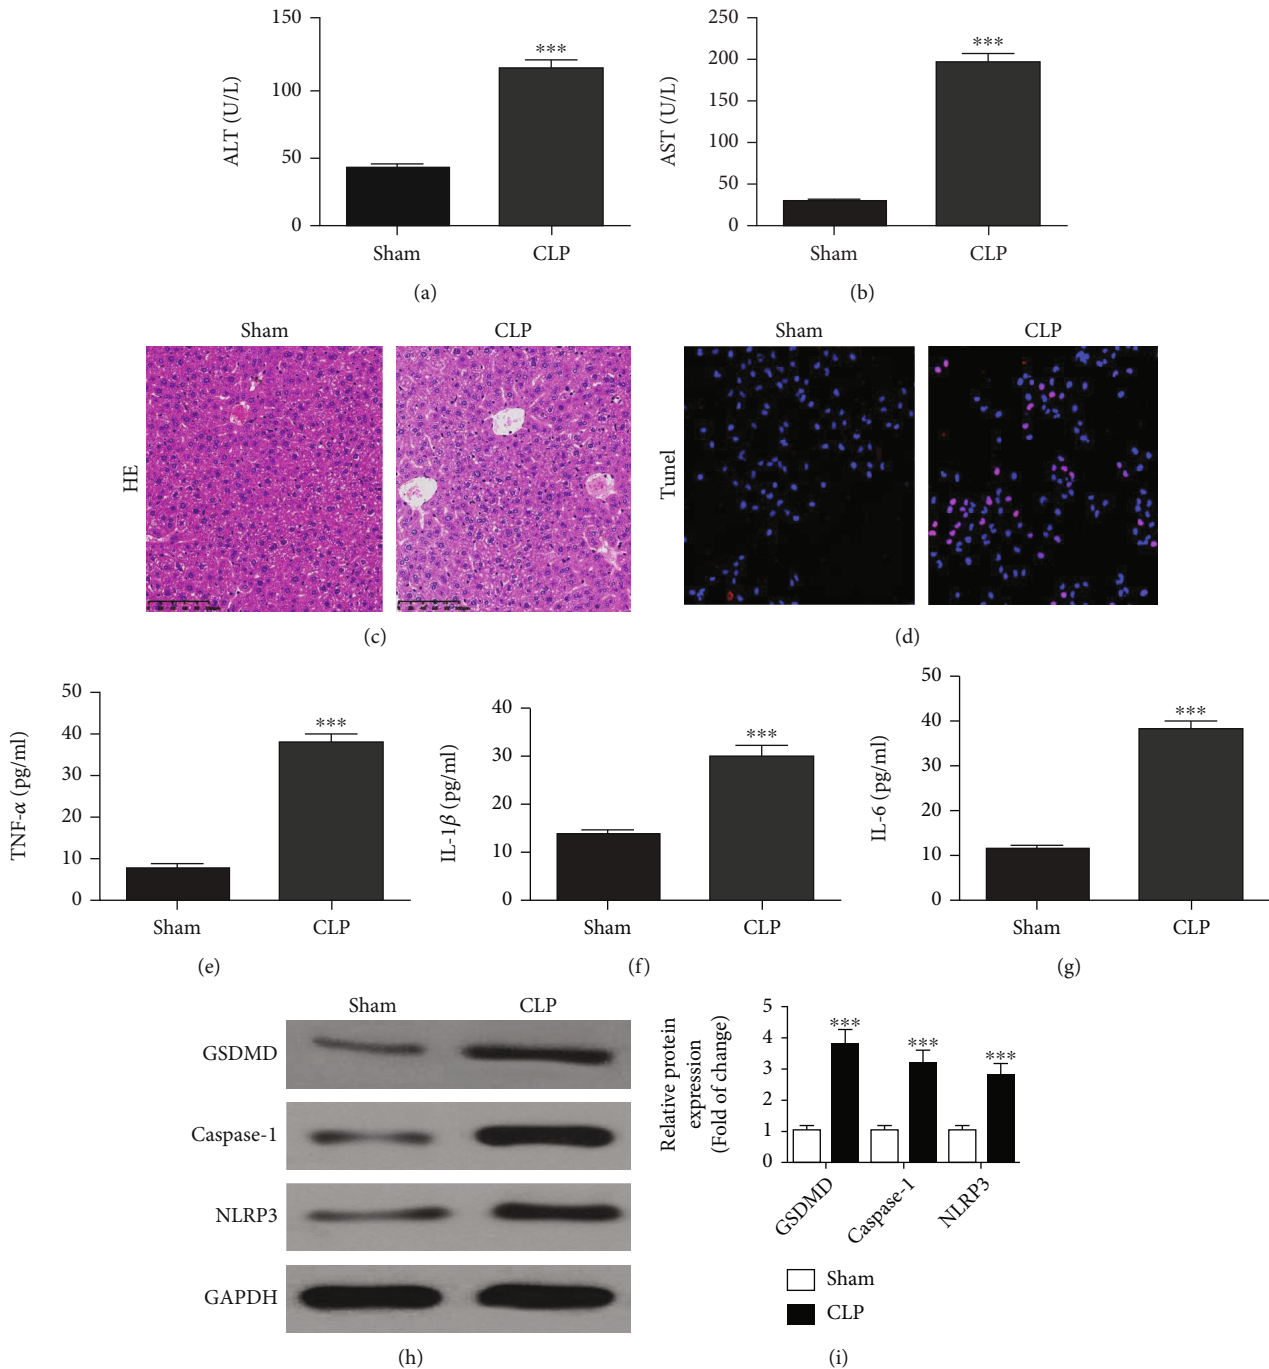 150
100
50
0
ALT (U/L)
***
Sham
CLP
(a)
250
200
150
100
50
0
AST (U/L)
***
Sham
CLP
(b)
Sham
CLP
HE
(c)
Sham
CLP
Tunel
(d)
50
40
30
20
10
0
TNF-α (pg/ml)
***
Sham
CLP
(e)
40
30
20
10
0
IL-1β (pg/ml)
***
Sham
CLP
(f)
50
40
30
20
10
0
IL-6 (pg/ml)
***
Sham
CLP
(g)
Sham
CLP
GSDMD
Caspase-1
NLRP3
GAPDH
(h)
Relative protein
expression
(Fold of change)
5
4
3
2
1
0
***
***
***
GSDMD
Caspase-1
NLRP3
Sham
CLP
(i)